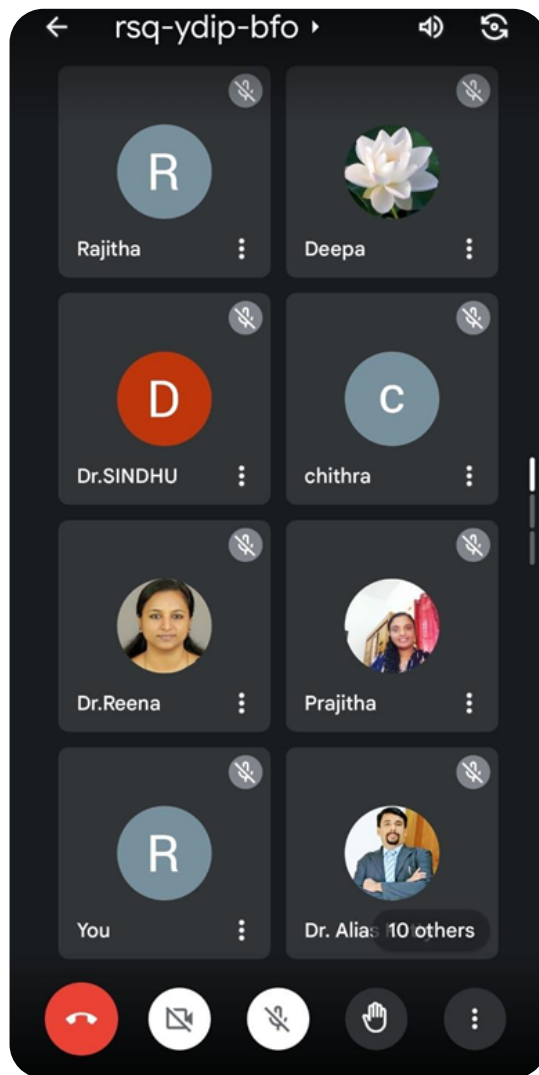 rsq-ydip-bfo
R
Rajitha
Deepa
D
Dr.SINDHU
c
chithra
Dr.Reena
Prajitha
R
You
Dr. Alias
10 others